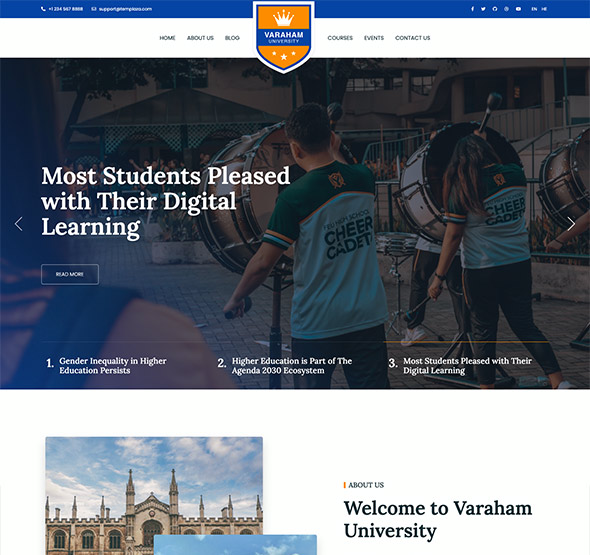 +1 234 567 8888 support@templaza.com EN HE
HOME ABOUT US BLOG
VARAHAM
UNIVERSITY
COURSES EVENTS CONTACT US
Most Students Pleased
with Their Digital
Learning
READ MORE
HIGH SCHOOL
CHEER
CADET
CHEER
CADET
1. Gender Inequality in Higher
Education Persists
2. Higher Education is Part of The
Agenda 2030 Ecosystem
3. Most Students Pleased with Their
Digital Learning
ABOUT US
Welcome to Varaham
University